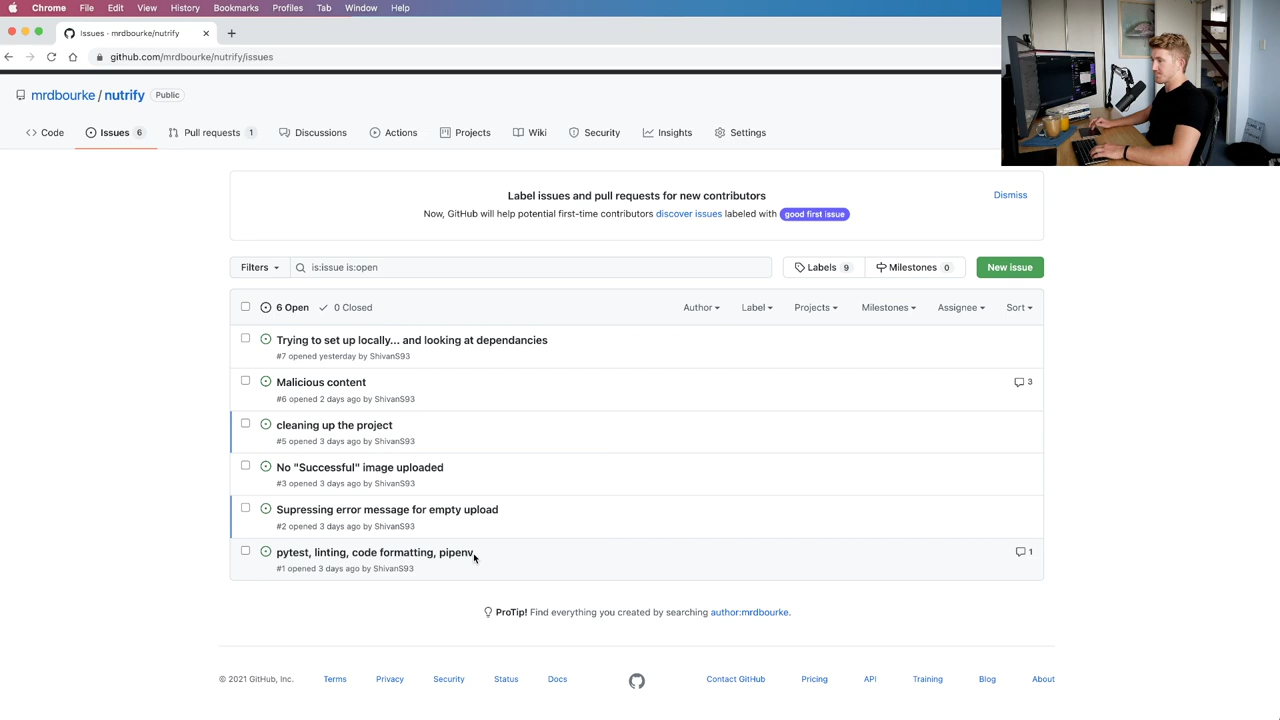 Chrome File Edit View History Bookmarks Profiles Tab Window Help
Issues · mrdbourke/nutrify
github.com/mrdbourke/nutrify/issues
mrdbourke / nutrify Public
Code Issues 6 Pull requests 1 Discussions Actions Projects Wiki Security Insights Settings
Label issues and pull requests for new contributors Dismiss
Now, GitHub will help potential first-time contributors discover issues labeled with good first issue
Filters is:issue is:open Labels 9 Milestones 0 New issue
6 Open 0 Closed Author Label Projects Milestones Assignee Sort
Trying to set up locally... and looking at dependancies
#7 opened yesterday by ShivanS93
Malicious content 3
#6 opened 2 days ago by ShivanS93
cleaning up the project
#5 opened 3 days ago by ShivanS93
No "Successful" image uploaded
#3 opened 3 days ago by ShivanS93
Supressing error message for empty upload
#2 opened 3 days ago by ShivanS93
pytest, linting, code formatting, pipenv 1
#1 opened 3 days ago by ShivanS93
ProTip! Find everything you created by searching author:mrdbourke.
© 2021 GitHub, Inc. Terms Privacy Security Status Docs Contact GitHub Pricing API Training Blog About